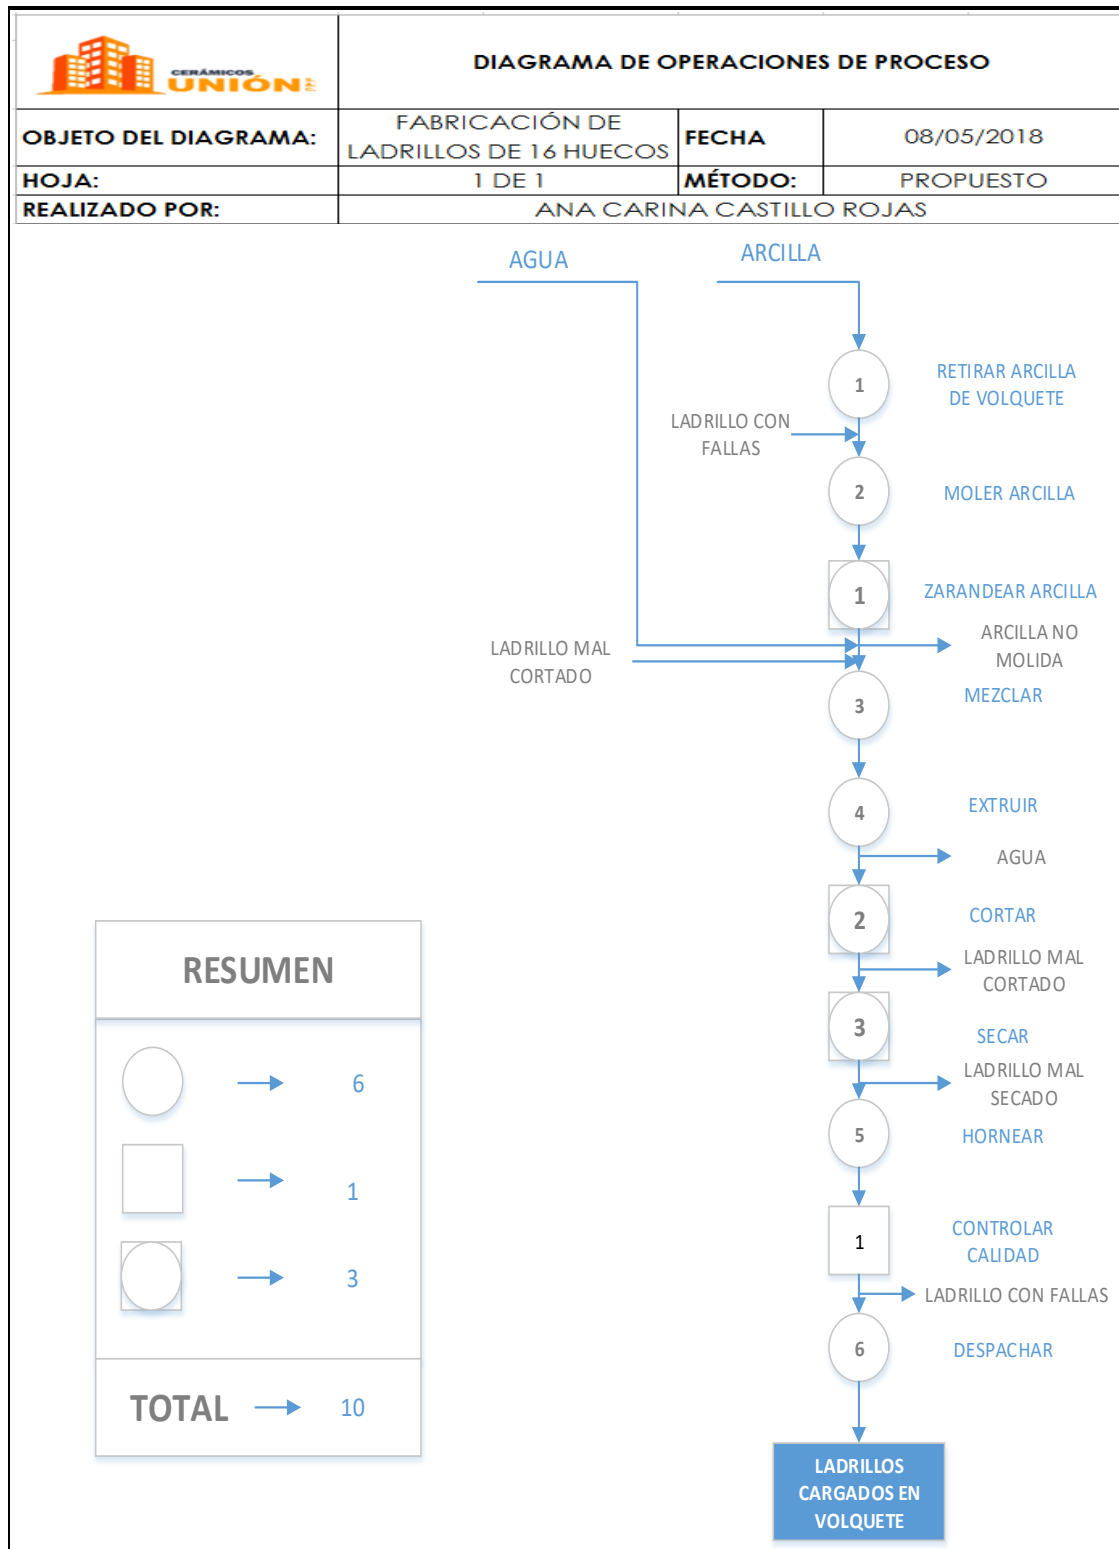 CERÁMICOS
UNIÓN
DIAGRAMA DE OPERACIONES DE PROCESO
OBJETO DEL DIAGRAMA:
FABRICACIÓN DE
LADRILLOS DE 16 HUECOS
FECHA
08/05/2018
HOJA:
1 DE 1
MÉTODO:
PROPUESTO
REALIZADO POR:
ANA CARINA CASTILLO ROJAS
AGUA
ARCILLA
1
RETIRAR ARCILLA
DE VOLQUETE
LADRILLO CON
FALLAS
2
MOLER ARCILLA
1
ZARANDEAR ARCILLA
ARCILLA NO
MOLIDA
LADRILLO MAL
CORTADO
3
MEZCLAR
4
EXTRUIR
AGUA
2
CORTAR
LADRILLO MAL
CORTADO
3
SECAR
LADRILLO MAL
SECADO
5
HORNEAR
1
CONTROLAR
CALIDAD
LADRILLO CON FALLAS
6
DESPACHAR
LADRILLOS
CARGADOS EN
VOLQUETE
RESUMEN
6
1
3
TOTAL
10